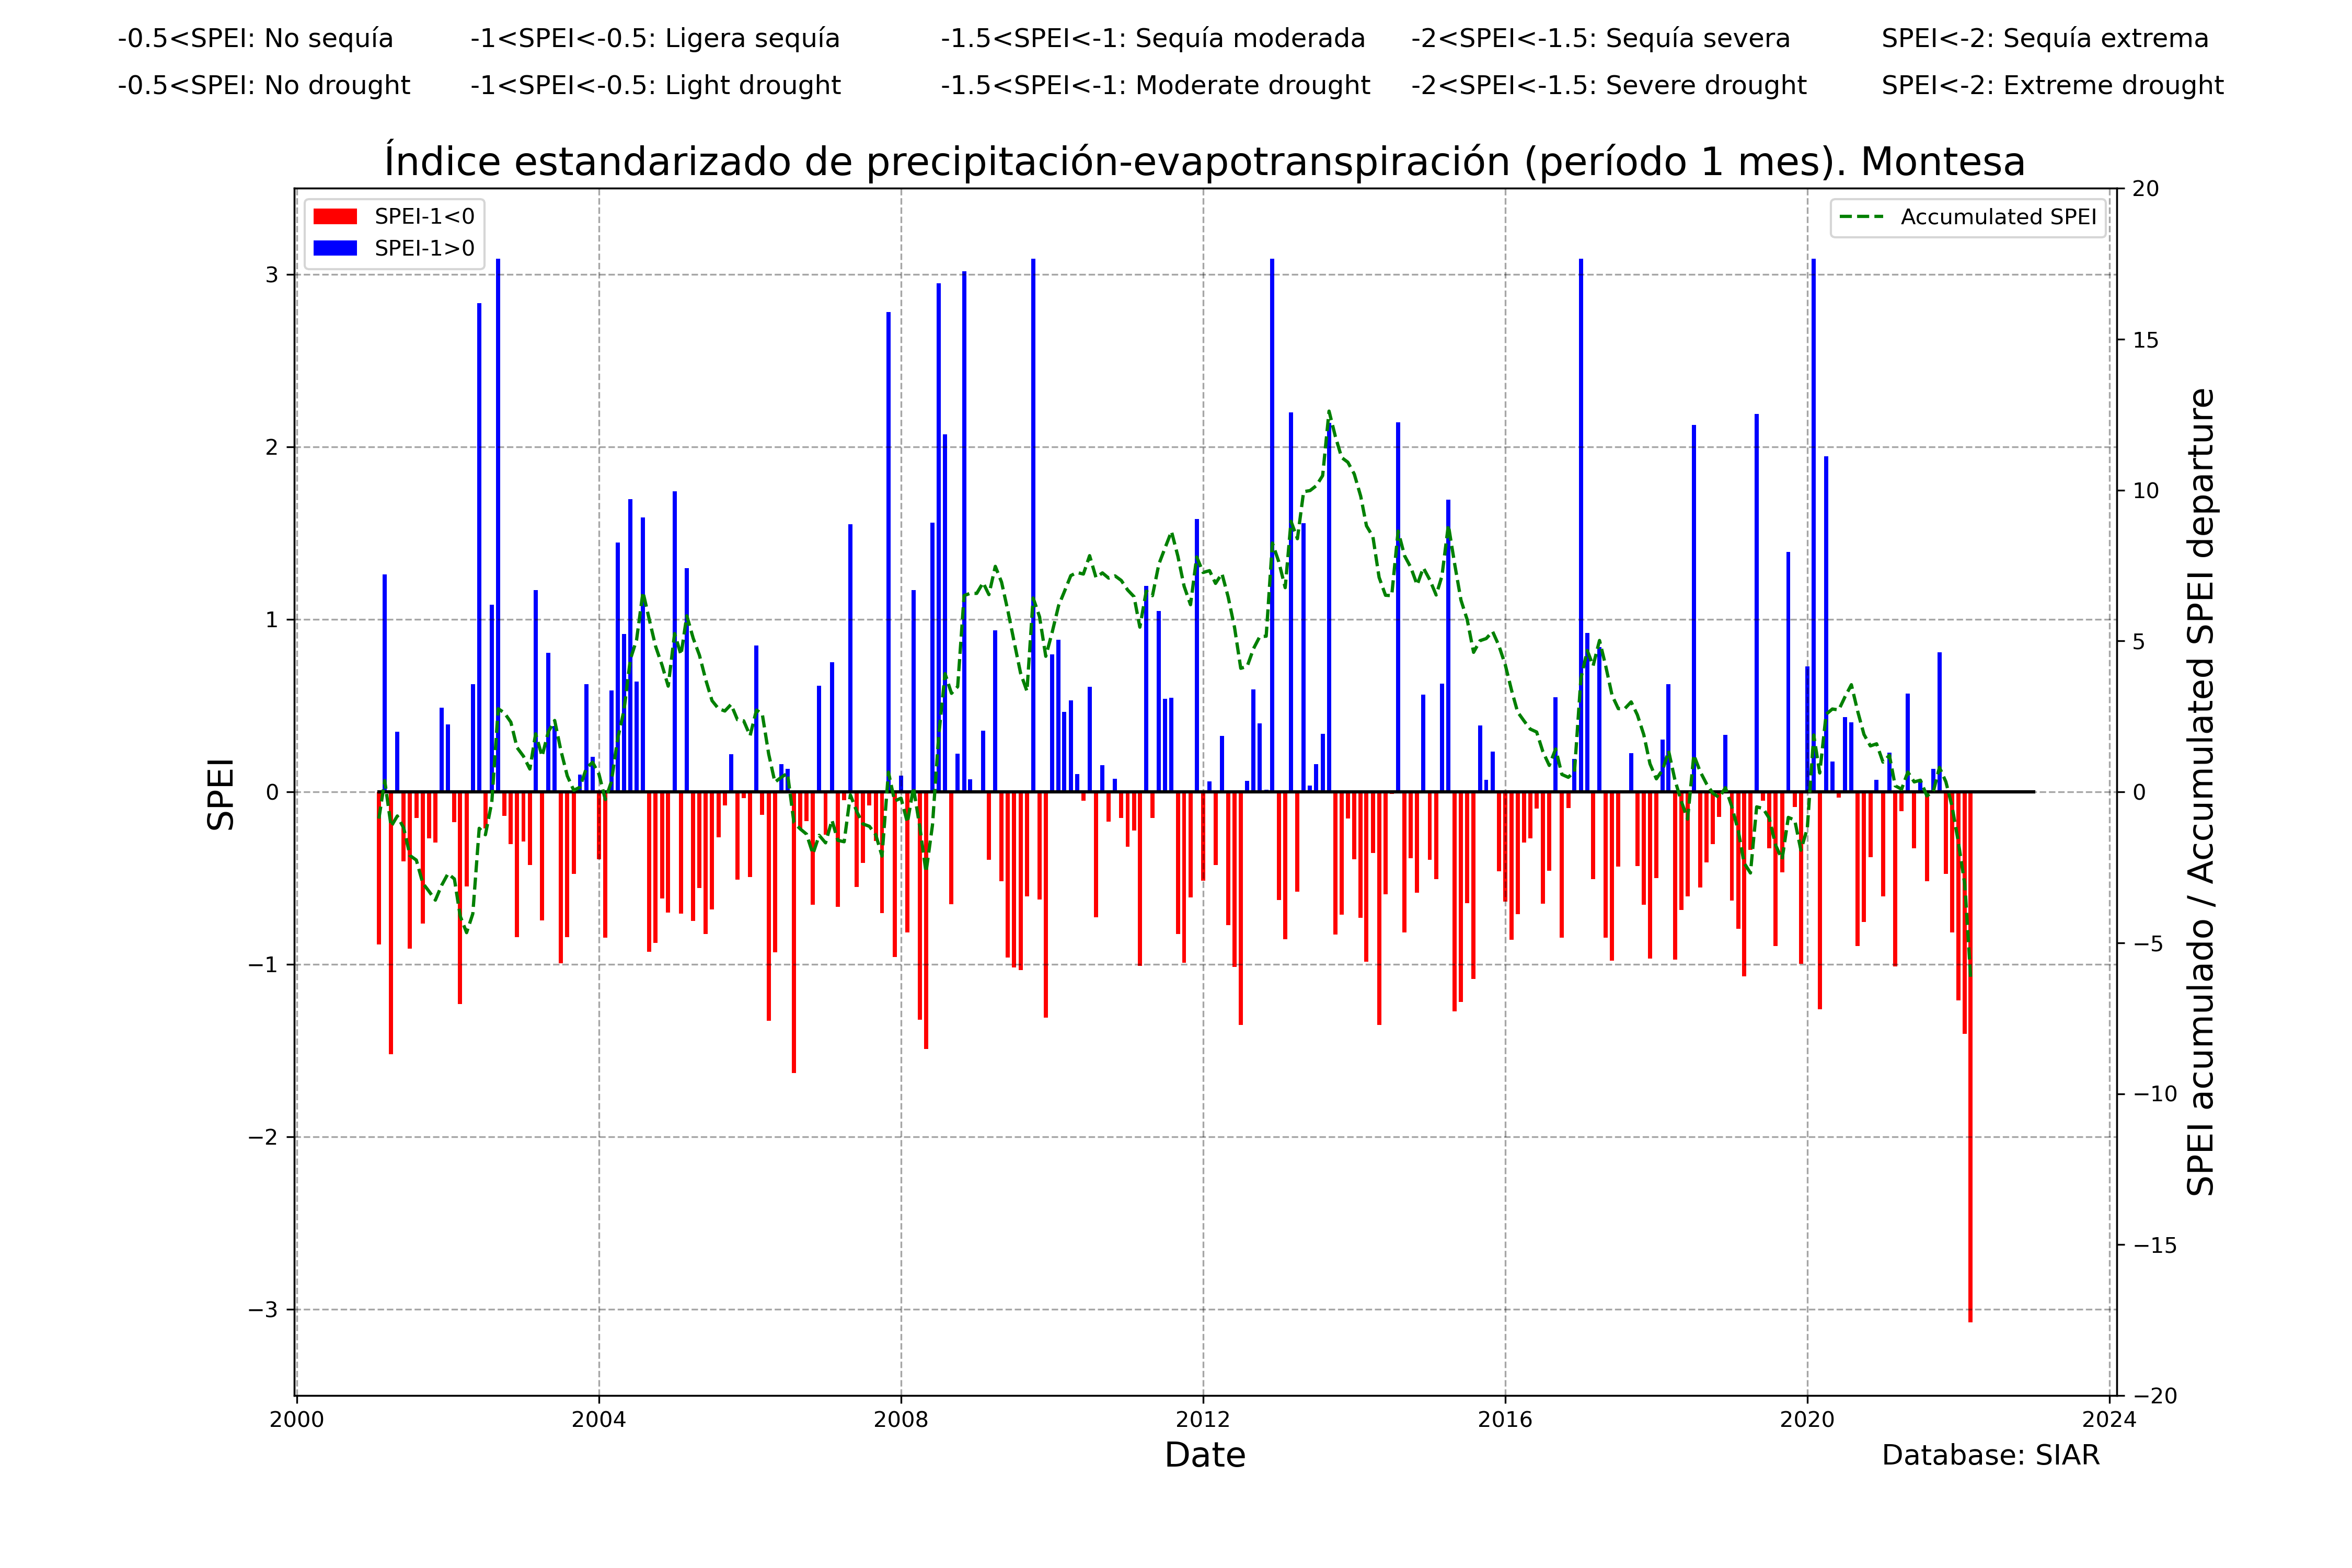 -0.5<SPEI: No sequía -1<SPEI<-0.5: Ligera sequía -1.5<SPEI<-1: Sequía moderada -2<SPEI<-1.5: Sequía severa SPEI<-2: Sequía extrema
-0.5<SPEI: No drought -1<SPEI<-0.5: Light drought -1.5<SPEI<-1: Moderate drought -2<SPEI<-1.5: Severe drought SPEI<-2: Extreme drought
Índice estandarizado de precipitación-evapotranspiración (período 1 mes). Montesa
SPEI-1<0
SPEI-1>0
Accumulated SPEI
SPEI
3
2
1
0
−1
−2
−3
20
15
10
5
0
−5
−10
−15
−20
SPEI acumulado / Accumulated SPEI departure
2000 2004 2008 2012 2016 2020 2024
Date
Database: SIAR